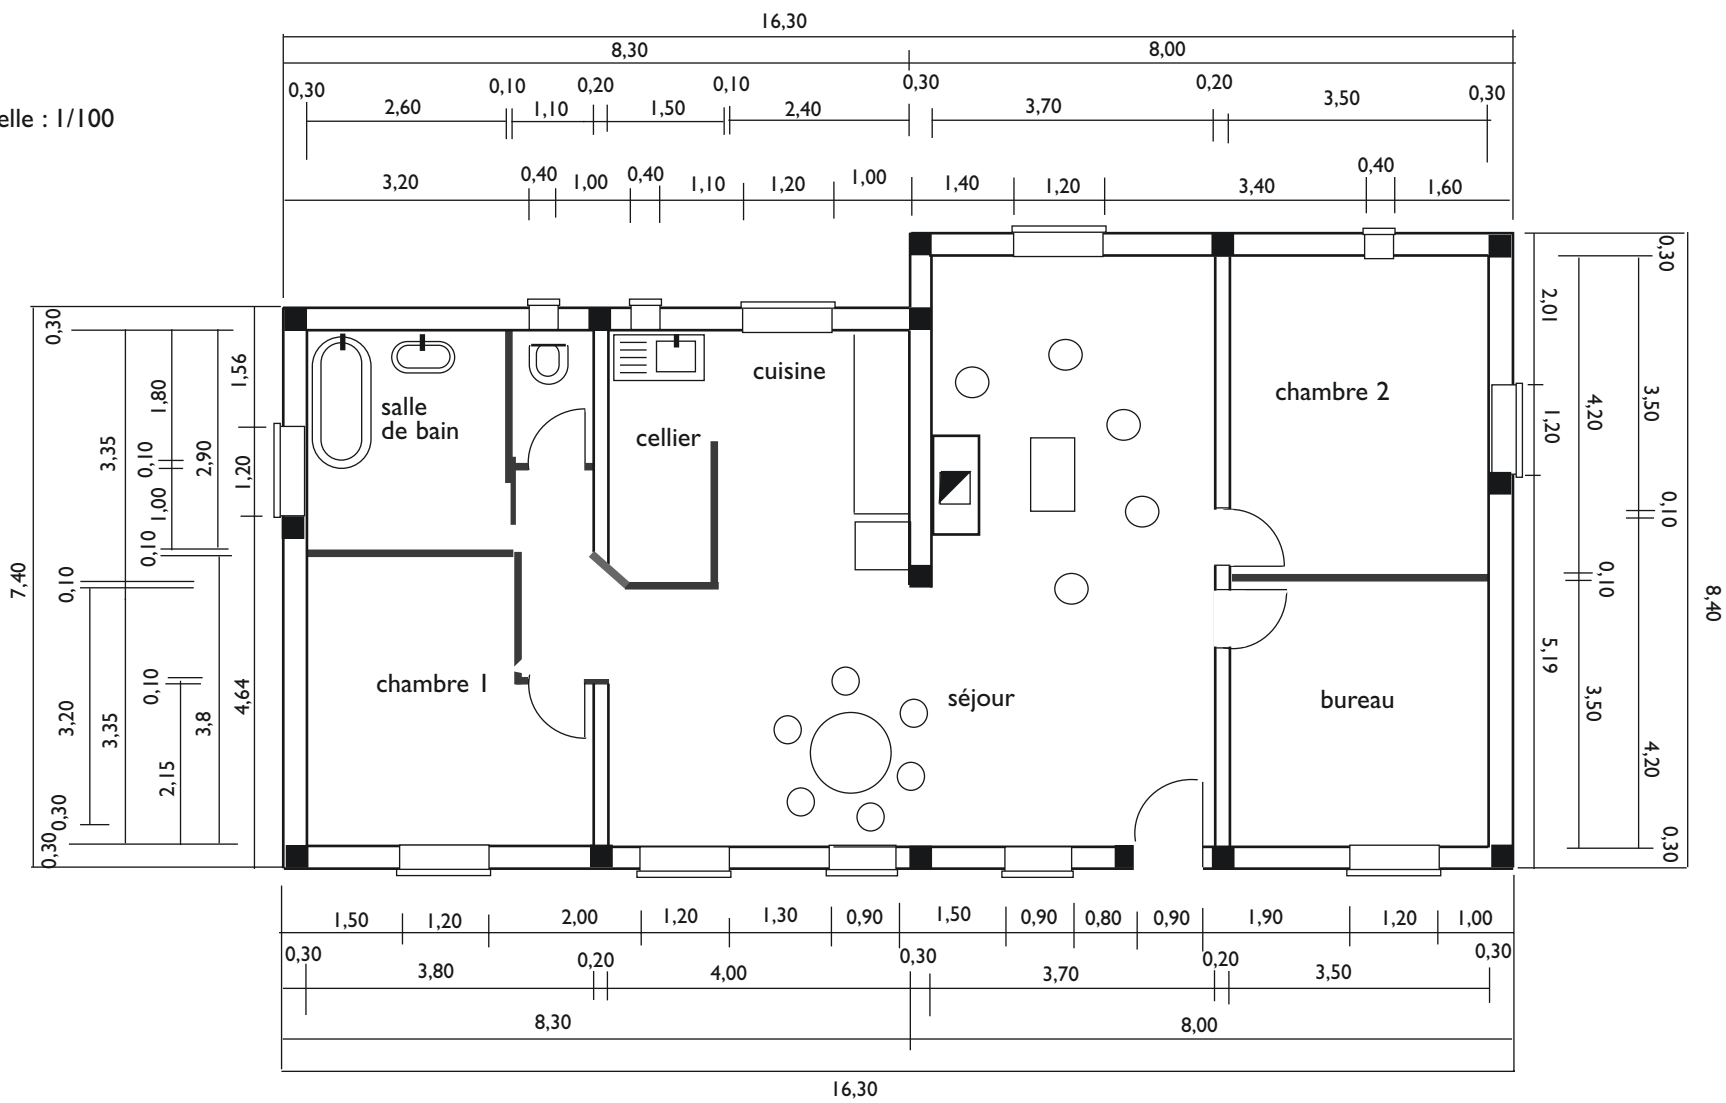 16,30
8,30 8,00
0,30 0,10 0,20 0,10 0,30 0,20 0,30
2,60 1,10 1,50 2,40 3,70 3,50
elle : 1/100
3,20 0,40 1,00 0,40 1,10 1,20 1,00 1,40 1,20 3,40 0,40 1,60
0,30
1,56
1,80
3,35
0,10
2,90
1,20
1,00
0,10
7,40
0,10
0,10
3,20
3,35
3,8
4,64
2,15
0,30
0,30
salle
de bain
cellier
cuisine
chambre 2
chambre 1
séjour
bureau
0,30
2,01
3,50
4,20
1,20
0,10
0,10
8,40
5,19
3,50
4,20
0,30
1,50 1,20 2,00 1,20 1,30 0,90 1,50 0,90 0,80 0,90 1,90 1,20 1,00
0,30 3,80 0,20 4,00 0,30 3,70 0,20 3,50 0,30
8,30 8,00
16,30